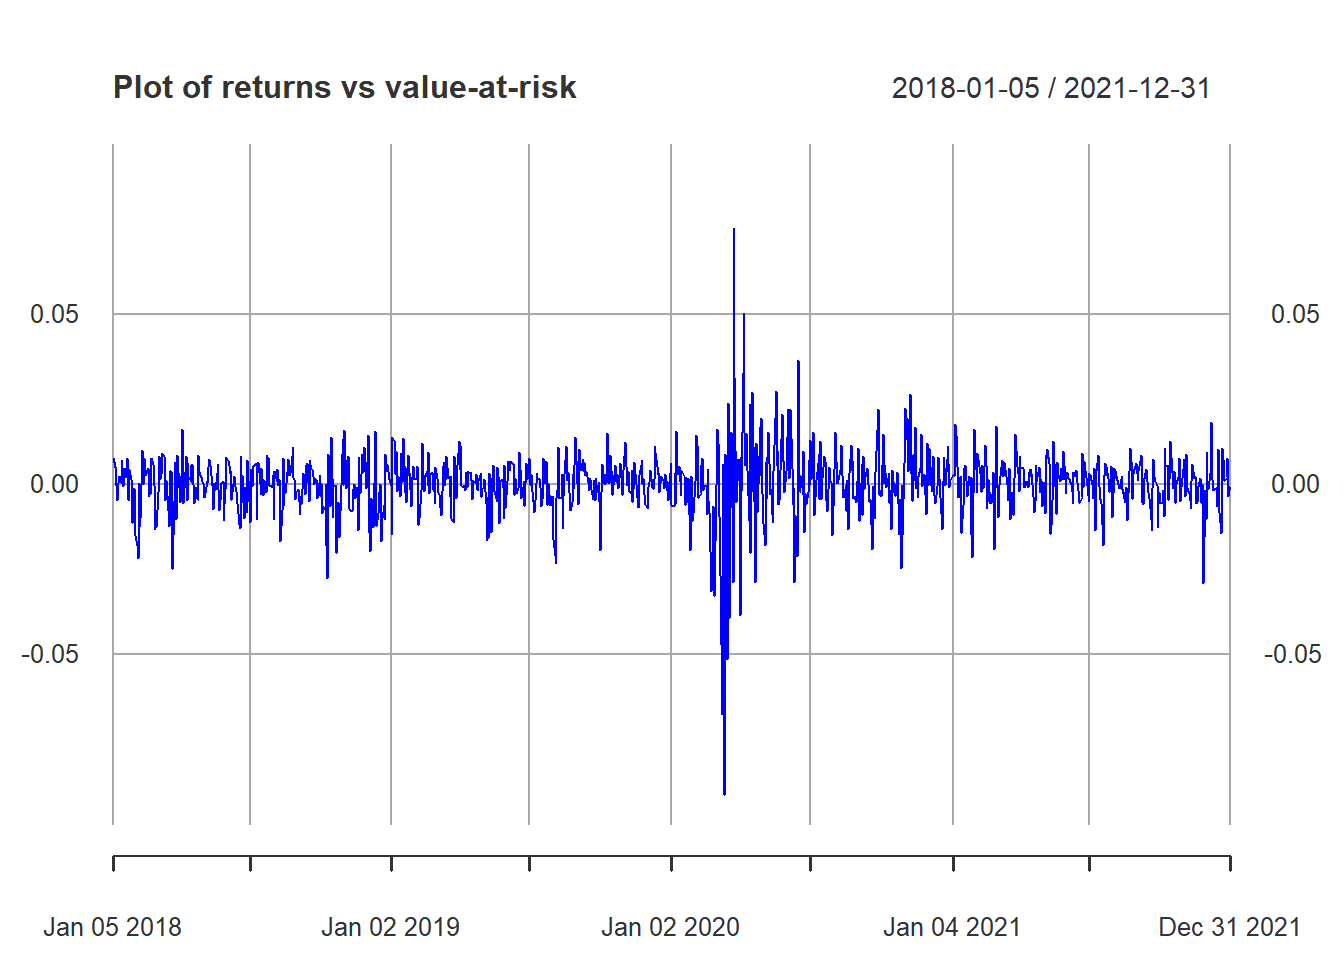 Plot of returns vs value-at-risk 2018-01-05 / 2021-12-31
0.05 0.05
0.00 0.00
-0.05 -0.05
Jan 05 2018 Jan 02 2019 Jan 02 2020 Jan 04 2021 Dec 31 2021